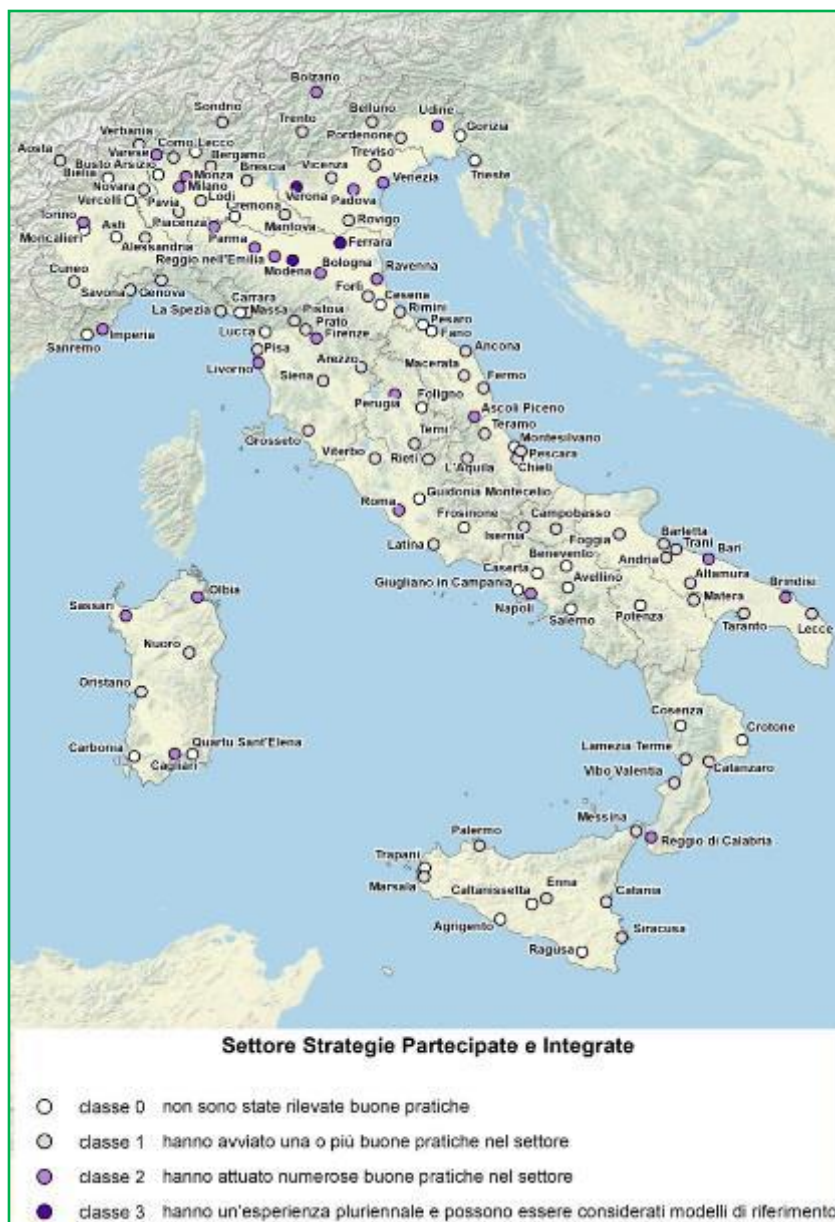 Bolzano
Sondrio
Belluno
Udine
Trento
Pordenone
Gorizia
Verbania
Aosta
Varese
Como
Lecco
Treviso
Busto Arsizio
Bergamo
Vicenza
Biella
Monza
Brescia
Venezia
Trieste
Novara
Milano
Verona
Padova
Vercelli
Lodi
Pavia
Cremona
Torino
Piacenza
Mantova
Rovigo
Asti
Moncalieri
Parma
Ferrara
Alessandria
Reggio nell'Emilia
Bologna
Modena
Ravenna
Cuneo
Forlì
Savona
Genova
Cesena
Carrara
Pistoia
Rimini
La Spezia
Massa
Prato
Pesaro
Imperia
Lucca
Firenze
Fano
Sanremo
Pisa
Ancona
Arezzo
Macerata
Livorno
Siena
Fermo
Foligno
Perugia
Ascoli Piceno
Terni
Teramo
Grosseto
Montesilvano
Viterbo
Rieti
Pescara
L'Aquila
Chieti
Guidonia Montecelio
Roma
Frosinone
Campobasso
Barletta
Isernia
Foggia
Trani
Latina
Bari
Benevento
Andria
Caserta
Altamura
Brindisi
Giugliano in Campania
Avellino
Olbia
Matera
Sassari
Napoli
Potenza
Salerno
Taranto
Lecce
Nuoro
Oristano
Cosenza
Crotone
Quartu Sant'Elena
Carbonia
Lamezia Terme
Cagliari
Vibo Valentia
Catanzaro
Messina
Palermo
Reggio di Calabria
Trapani
Enna
Marsala
Caltanissetta
Catania
Agrigento
Siracusa
Ragusa
Settore Strategie Partecipate e Integrate
classe 0 non sono state rilevate buone pratiche
classe 1 hanno avviato una o più buone pratiche nel settore
classe 2 hanno attuato numerose buone pratiche nel settore
classe 3 hanno un'esperienza pluriennale e possono essere considerati modelli di riferimento